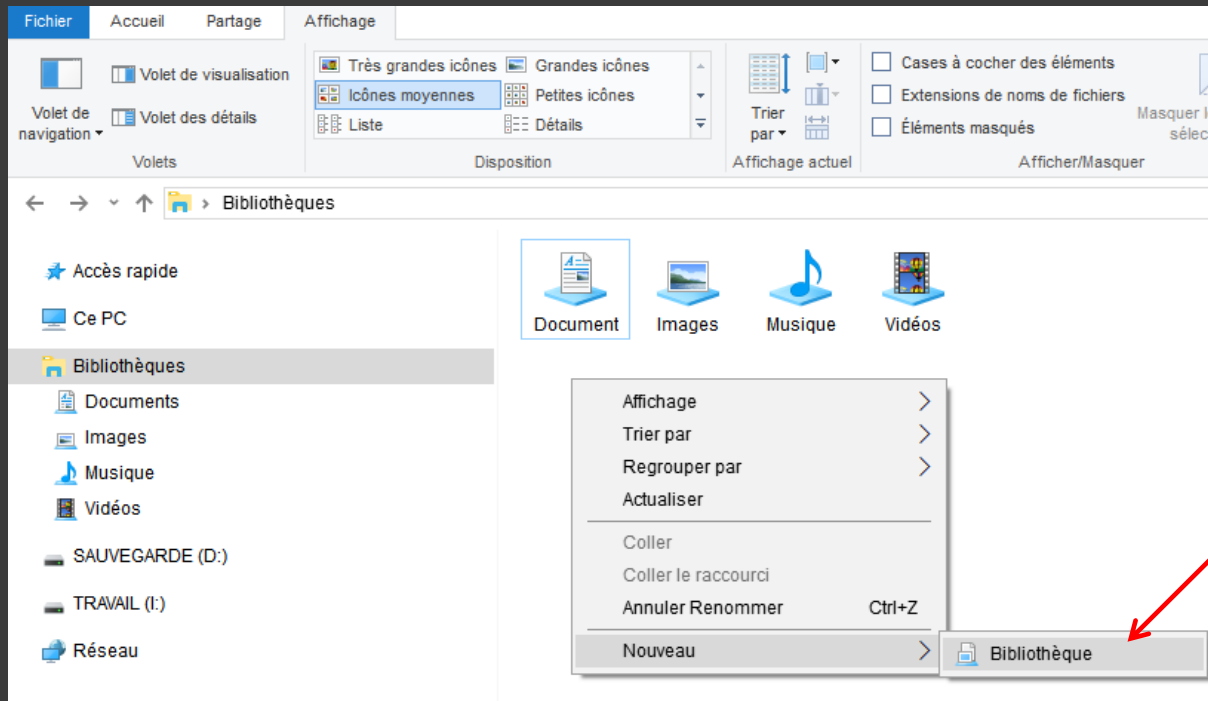 Fichier Accueil Partage Affichage
Volet de navigation
Volet de visualisation
Volet des détails
Volets
Très grandes icônes Grandes icônes
Icônes moyennes Petites icônes
Liste Détails
Disposition
Trier
par
Affichage actuel
Cases à cocher des éléments
Extensions de noms de fichiers
Éléments masqués
Masquer
Afficher/Masquer
Bibliothèques
Accès rapide
Ce PC
Bibliothèques
Documents
Images
Musique
Vidéos
SAUVEGARDE (D:)
TRAVAIL (I:)
Réseau
Document Images Musique Vidéos
Affichage
Trier par
Regrouper par
Actualiser
Coller
Coller le raccourci
Annuler Renommer Ctrl+Z
Nouveau
Bibliothèque